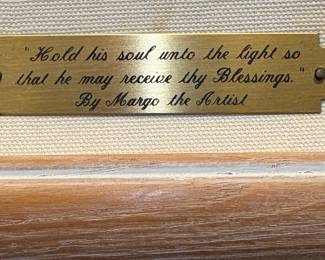 "Hold his soul unto the light so
that he may receive thy Blessings."
By Margo the Artist